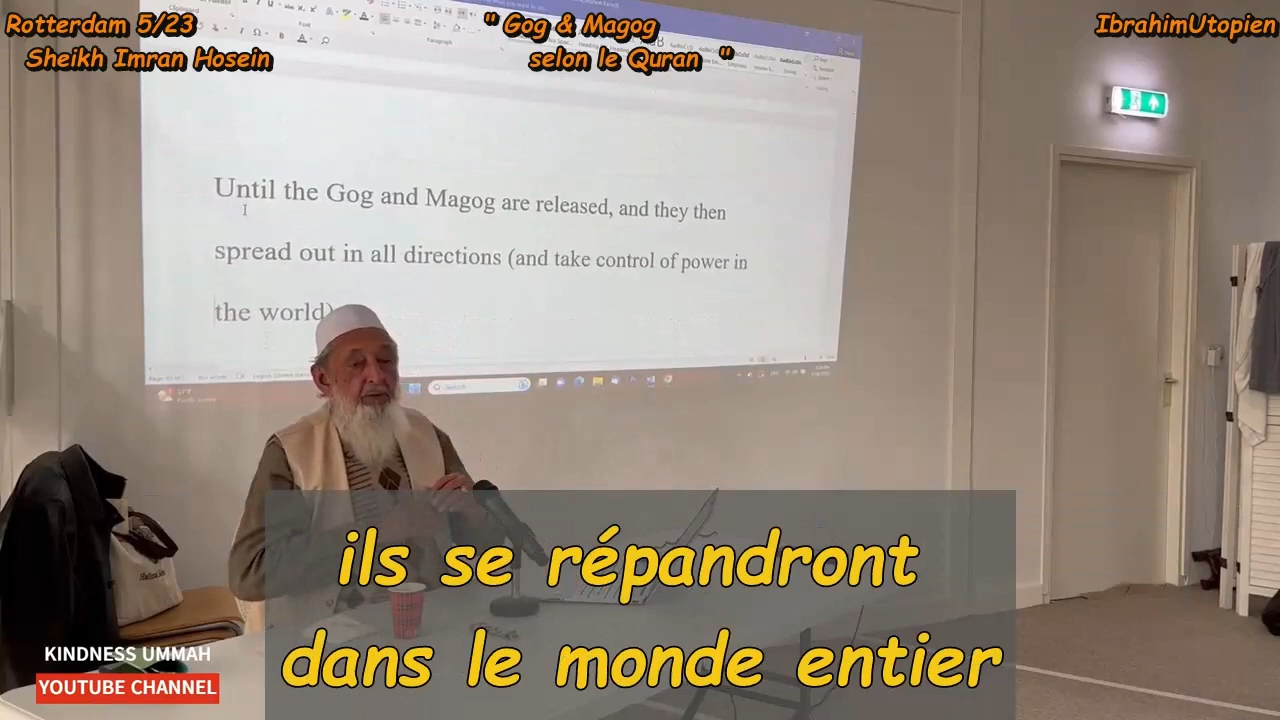 Rotterdam 5/23
Sheikh Imran Hosein
" Gog & Magog
selon le Quran "
IbrahimUtopien
Until the Gog and Magog are released, and they then
spread out in all directions (and take control of power in
the world)
ils se répandront
dans le monde entier
KINDNESS UMMAH
YOUTUBE CHANNEL